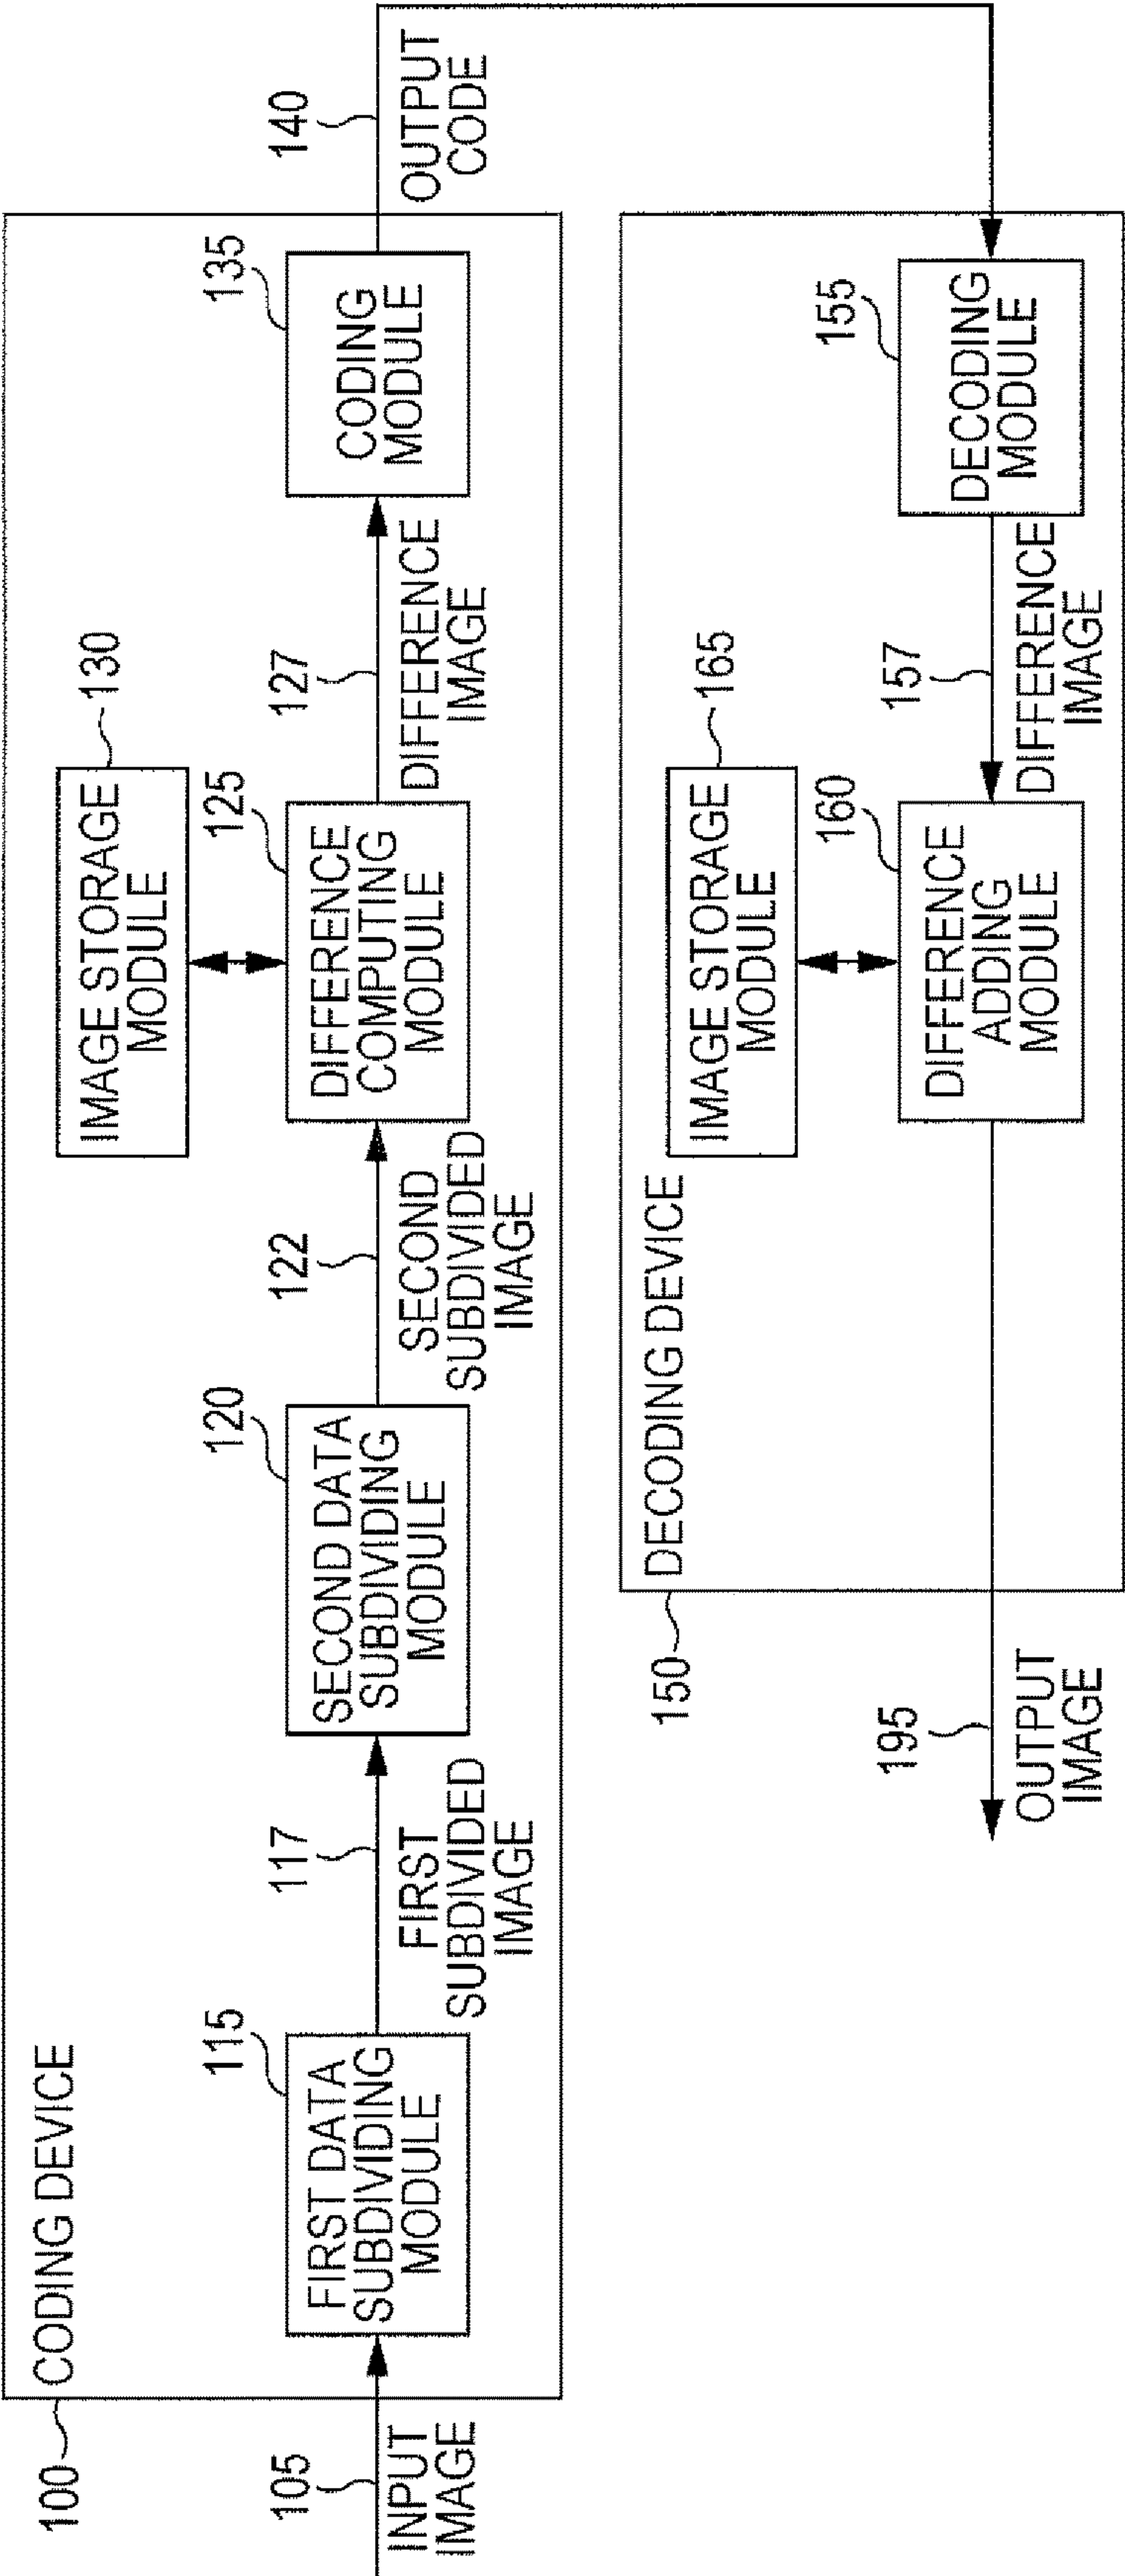 100
CODING DEVICE
105
INPUT
IMAGE
115
FIRST DATA
SUBDIVIDING
MODULE
117
FIRST
SUBDIVIDED
IMAGE
120
SECOND DATA
SUBDIVIDING
MODULE
122
SECOND
SUBDIVIDED
IMAGE
IMAGE STORAGE
MODULE
130
125
DIFFERENCE
COMPUTING
MODULE
127
DIFFERENCE
IMAGE
135
CODING
MODULE
140
OUTPUT
CODE
150
DECODING DEVICE
195
OUTPUT
IMAGE
IMAGE STORAGE
MODULE
165
160
DIFFERENCE
ADDING
MODULE
157
DIFFERENCE
IMAGE
155
DECODING
MODULE